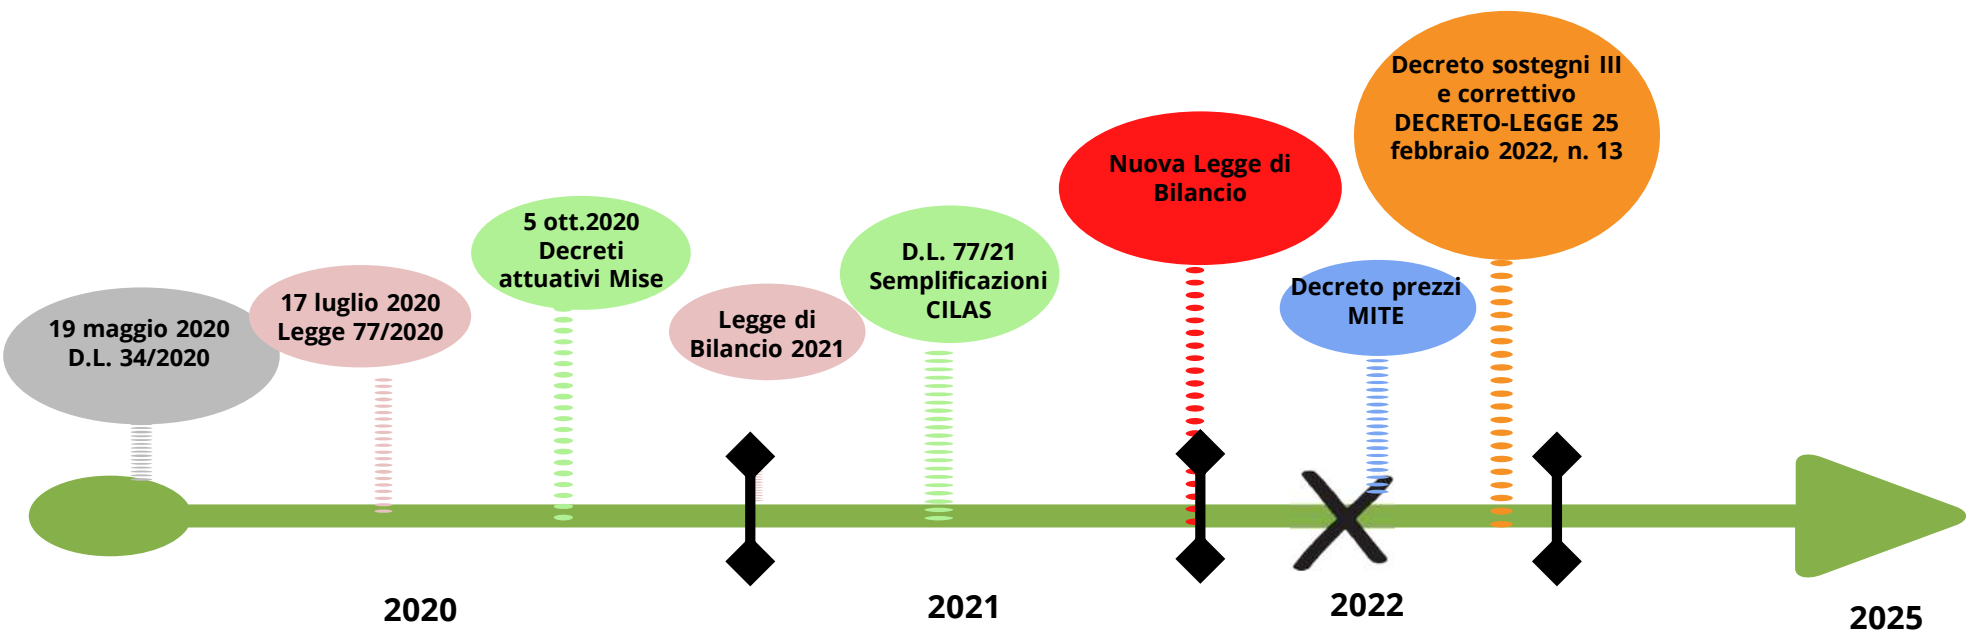 19 maggio 2020
D.L. 34/2020
17 luglio 2020
Legge 77/2020
5 ott.2020
Decreti
attuativi Mise
Legge di
Bilancio 2021
D.L. 77/21
Semplificazioni
CILAS
Nuova Legge di
Bilancio
Decreto prezzi
MITE
Decreto sostegni III
e correttivo
DECRETO-LEGGE 25
febbraio 2022, n. 13
2020
2021
2022
2025